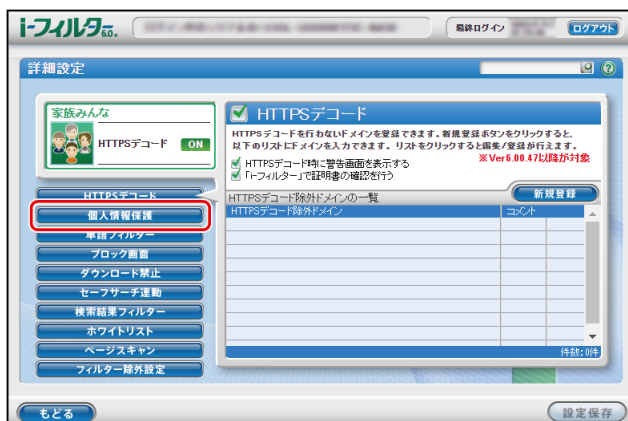 i-フィルター6.0.
最終ログイン
ログアウト
詳細設定
家族みんな
HTTPSデコード ON
HTTPSデコード
個人情報保護
単語フィルター
ブロック画面
ダウンロード禁止
セーフサーチ連動
検索結果フィルター
ホワイトリスト
ページスキャン
フィルター除外設定
HTTPSデコード
HTTPSデコードを行わないドメインを登録できます。新規登録ボタンをクリックすると、
以下のリストにドメインを入力できます。リストをクリックすると編集/登録が行えます。
※Ver6.00.47以降が対象
HTTPSデコード時に警告画面を表示する
「i-フィルター」で証明書の確認を行う
HTTPSデコード除外ドメインの一覧
新規登録
HTTPSデコード除外ドメイン コメント
件数：0件
もどる
設定保存